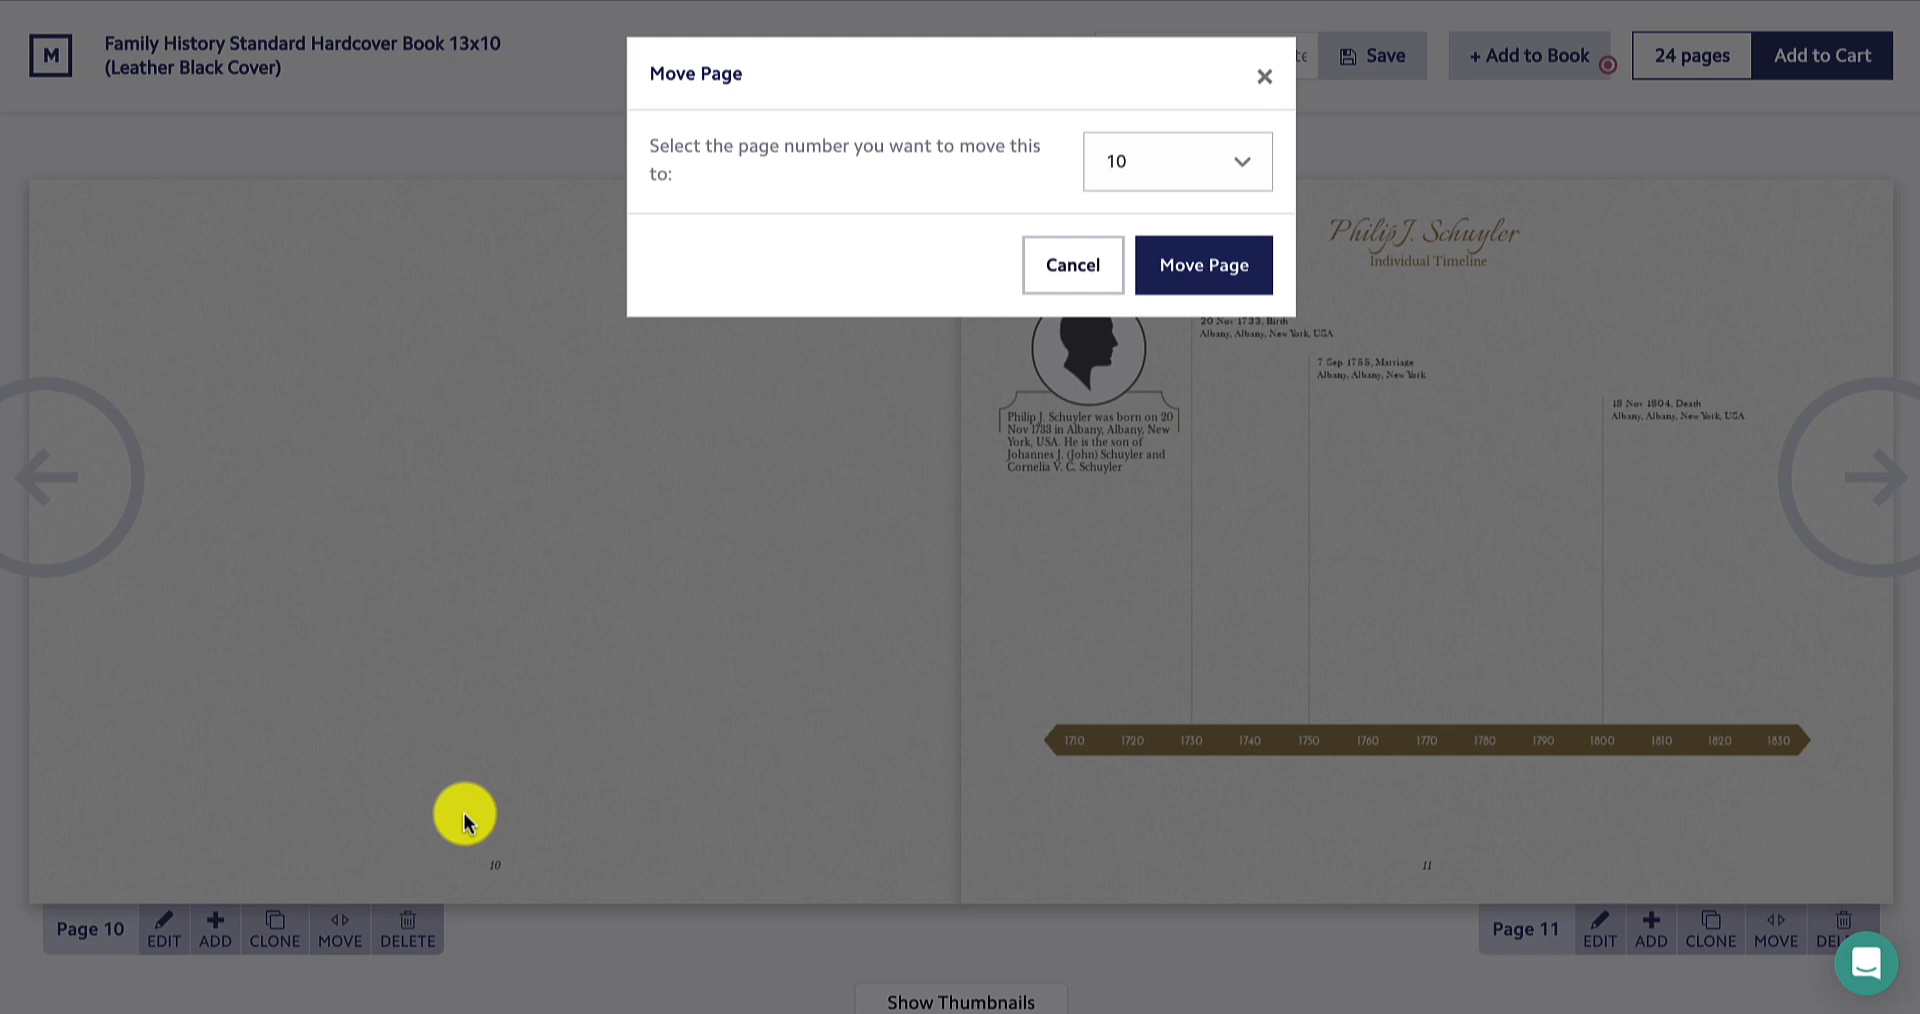 M
Family History Standard Hardcover Book 13x10
(Leather Black Cover)
Save
+ Add to Book
24 pages
Add to Cart
Move Page
Select the page number you want to move this
to:
10
Cancel
Move Page
Philip J. Schuyler
Individual Timeline
20 Nov 1733, Birth
Albany, Albany, New York, USA
7 Sep 1755, Marriage
Albany, Albany, New York
18 Nov 1804, Death
Albany, Albany, New York, USA
Philip J. Schuyler was born on 20
Nov 1733 in Albany, Albany, New
York, USA. He is the son of
Johannes J. (John) Schuyler and
Cornelia V. C. Schuyler
1710 1720 1730 1740 1750 1760 1770 1780 1790 1800 1810 1820 1830
10
11
Page 10
EDIT
ADD
CLONE
MOVE
DELETE
Page 11
EDIT
ADD
CLONE
MOVE
Show Thumbnails